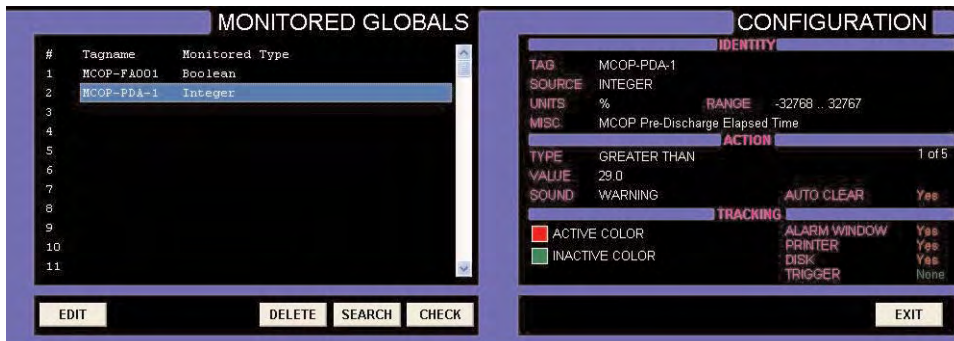 MONITORED GLOBALS
# Tagname Monitored Type
1 MCOP-FA001 Boolean
2 MCOP-PDA-1 Integer
3
4
5
6
7
8
9
10
11
EDIT DELETE SEARCH CHECK
CONFIGURATION
IDENTITY
TAG MCOP-PDA-1
SOURCE INTEGER
UNITS % RANGE -32768 .. 32767
MISC MCOP Pre-Discharge Elapsed Time
ACTION
TYPE GREATER THAN 1 of 5
VALUE 29.0
SOUND WARNING AUTO CLEAR Yes
TRACKING
ACTIVE COLOR ALARM WINDOW Yes
PRINTER Yes
INACTIVE COLOR DISK Yes
TRIGGER None
EXIT